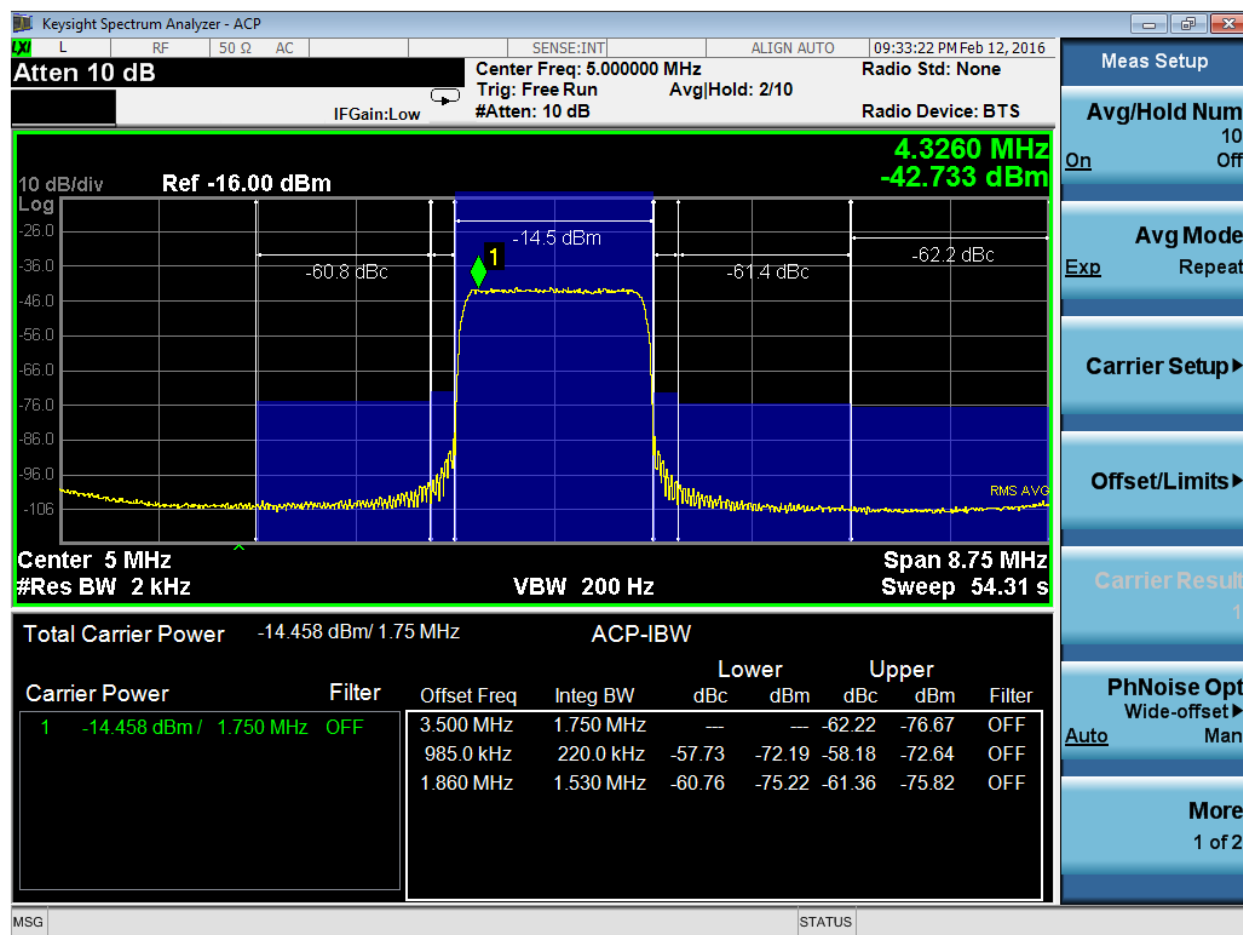 Keysight Spectrum Analyzer - ACP
LXI L RF 50 Ω AC SENSE:INT ALIGN AUTO 09:33:22 PM Feb 12, 2016
Atten 10 dB
Center Freq: 5.000000 MHz Radio Std: None
Trig: Free Run Avg|Hold: 2/10
IFGain:Low #Atten: 10 dB Radio Device: BTS
4.3260 MHz
-42.733 dBm
10 dB/div Ref -16.00 dBm
Log
-26.0
-14.5 dBm
1
-62.2 dBc
-36.0
-60.8 dBc
-61.4 dBc
-46.0
-56.0
-66.0
-76.0
-86.0
-96.0
RMS AVG
-106
Center 5 MHz Span 8.75 MHz
#Res BW 2 kHz VBW 200 Hz Sweep 54.31 s
Total Carrier Power -14.458 dBm/ 1.75 MHz ACP-IBW
Lower Upper
Carrier Power Filter Offset Freq Integ BW dBc dBm dBc dBm Filter
1 -14.458 dBm / 1.750 MHz OFF 3.500 MHz 1.750 MHz --- --- -62.22 -76.67 OFF
985.0 kHz 220.0 kHz -57.73 -72.19 -58.18 -72.64 OFF
1.860 MHz 1.530 MHz -60.76 -75.22 -61.36 -75.82 OFF
MSG STATUS
Meas Setup
Avg/Hold Num
10
On Off
Avg Mode
Exp Repeat
Carrier Setup
Offset/Limits
Carrier Result
1
PhNoise Opt
Wide-offset
Auto Man
More
1 of 2